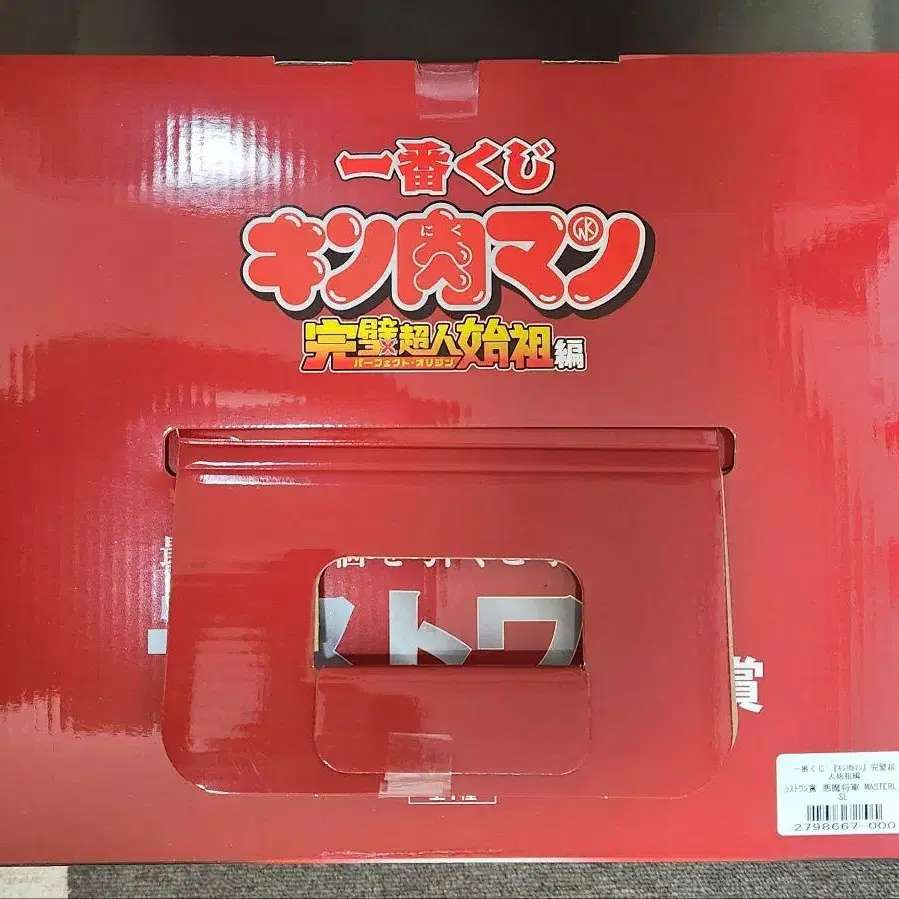 一番くじ
キン肉マン
にく
完璧超人始祖編
パーフェクト・オリジン
ストワ
賞
一番くじ 『キン肉マン』 完璧超
人始祖編
ラストワン賞 悪魔将軍 MASTERL
SE
2798667-000